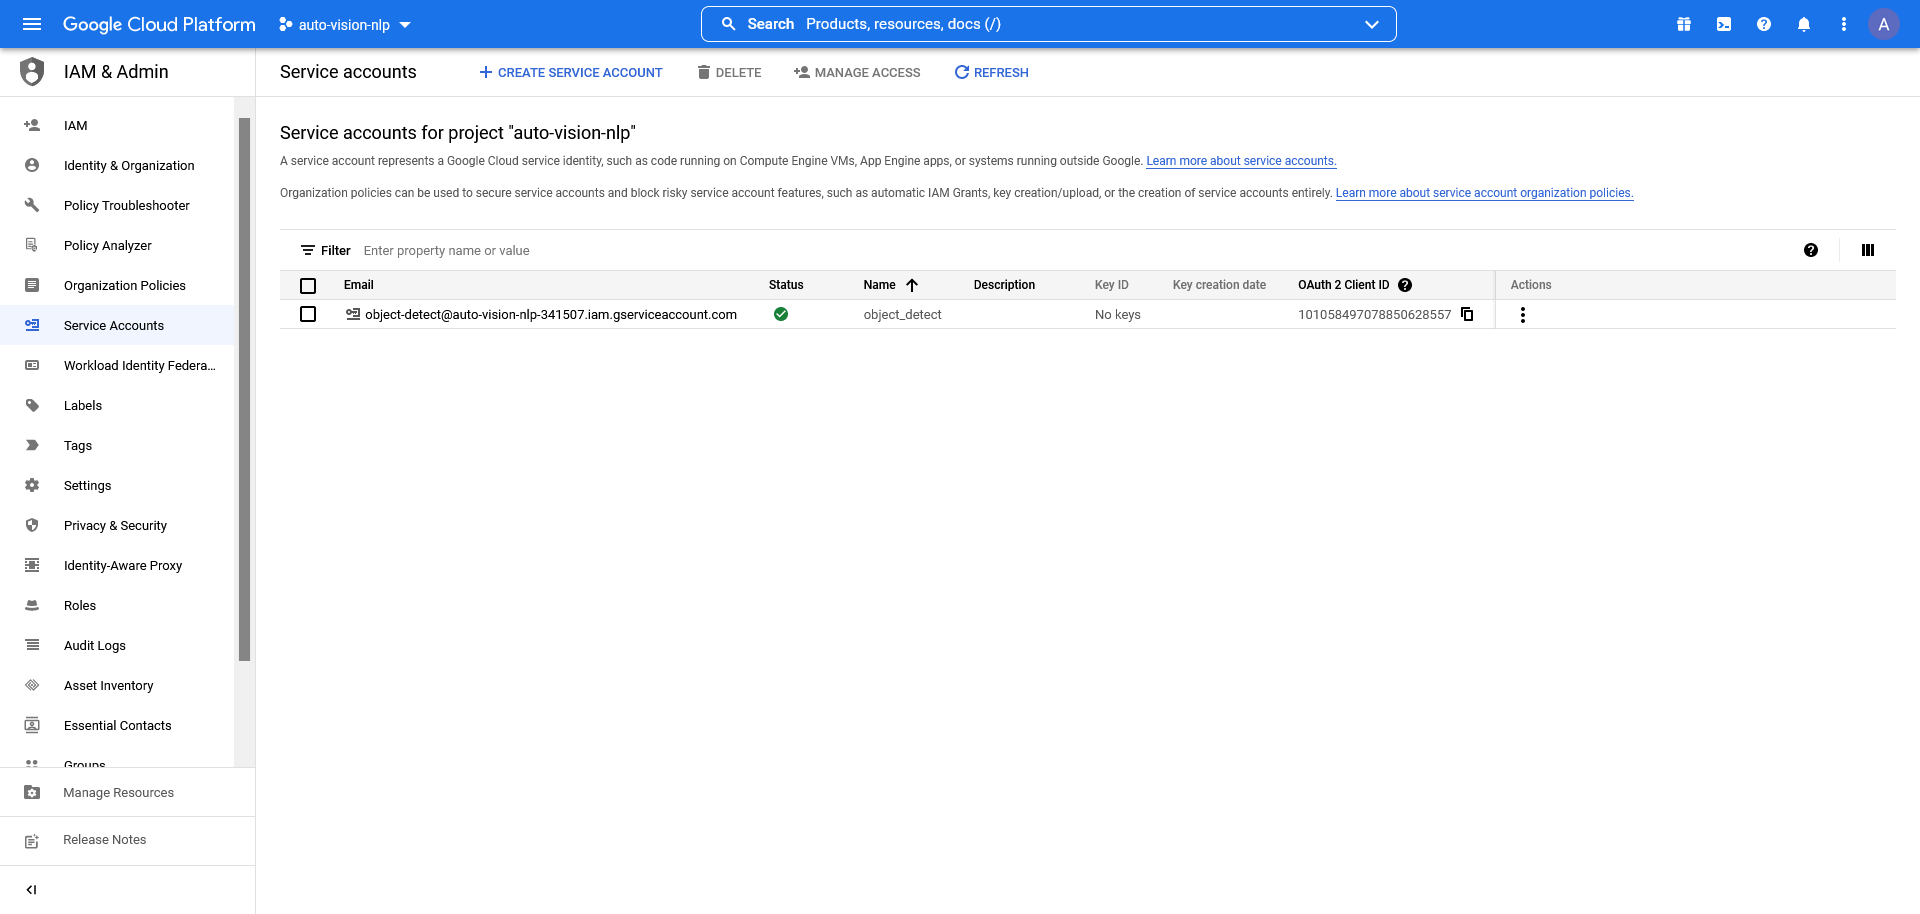 Google Cloud Platform
auto-vision-nlp
Search Products, resources, docs (/)
A
IAM & Admin
Service accounts
CREATE SERVICE ACCOUNT
DELETE
MANAGE ACCESS
REFRESH
IAM
Identity & Organization
Policy Troubleshooter
Policy Analyzer
Organization Policies
Service Accounts
Workload Identity Federa...
Labels
Tags
Settings
Privacy & Security
Identity-Aware Proxy
Roles
Audit Logs
Asset Inventory
Essential Contacts
Groups
Manage Resources
Release Notes
Service accounts for project "auto-vision-nlp"
A service account represents a Google Cloud service identity, such as code running on Compute Engine VMs, App Engine apps, or systems running outside Google. Learn more about service accounts.
Organization policies can be used to secure service accounts and block risky service account features, such as automatic IAM Grants, key creation/upload, or the creation of service accounts entirely. Learn more about service account organization policies.
Filter Enter property name or value
Email Status Name Description Key ID Key creation date OAuth 2 Client ID Actions
object-detect@auto-vision-nlp-341507.iam.gserviceaccount.com object_detect No keys 101058497078850628557